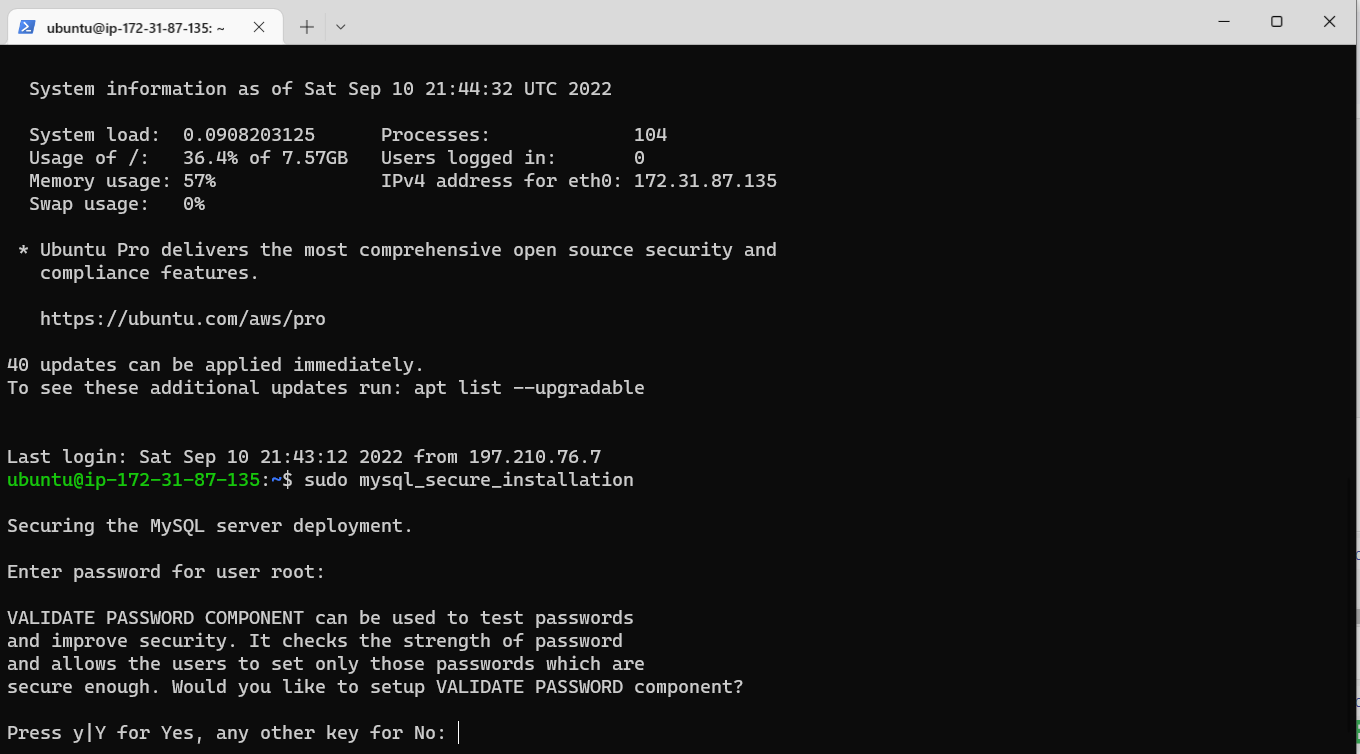 ubuntu@ip-172-31-87-135: ~
System information as of Sat Sep 10 21:44:32 UTC 2022
System load:  0.0908203125      Processes:             104
Usage of /:   36.4% of 7.57GB   Users logged in:       0
Memory usage: 57%               IPv4 address for eth0: 172.31.87.135
Swap usage:   0%
* Ubuntu Pro delivers the most comprehensive open source security and
compliance features.
https://ubuntu.com/aws/pro
40 updates can be applied immediately.
To see these additional updates run: apt list --upgradable
Last login: Sat Sep 10 21:43:12 2022 from 197.210.76.7
ubuntu@ip-172-31-87-135:~$ sudo mysql_secure_installation
Securing the MySQL server deployment.
Enter password for user root:
VALIDATE PASSWORD COMPONENT can be used to test passwords
and improve security. It checks the strength of password
and allows the users to set only those passwords which are
secure enough. Would you like to setup VALIDATE PASSWORD component?
Press y|Y for Yes, any other key for No: